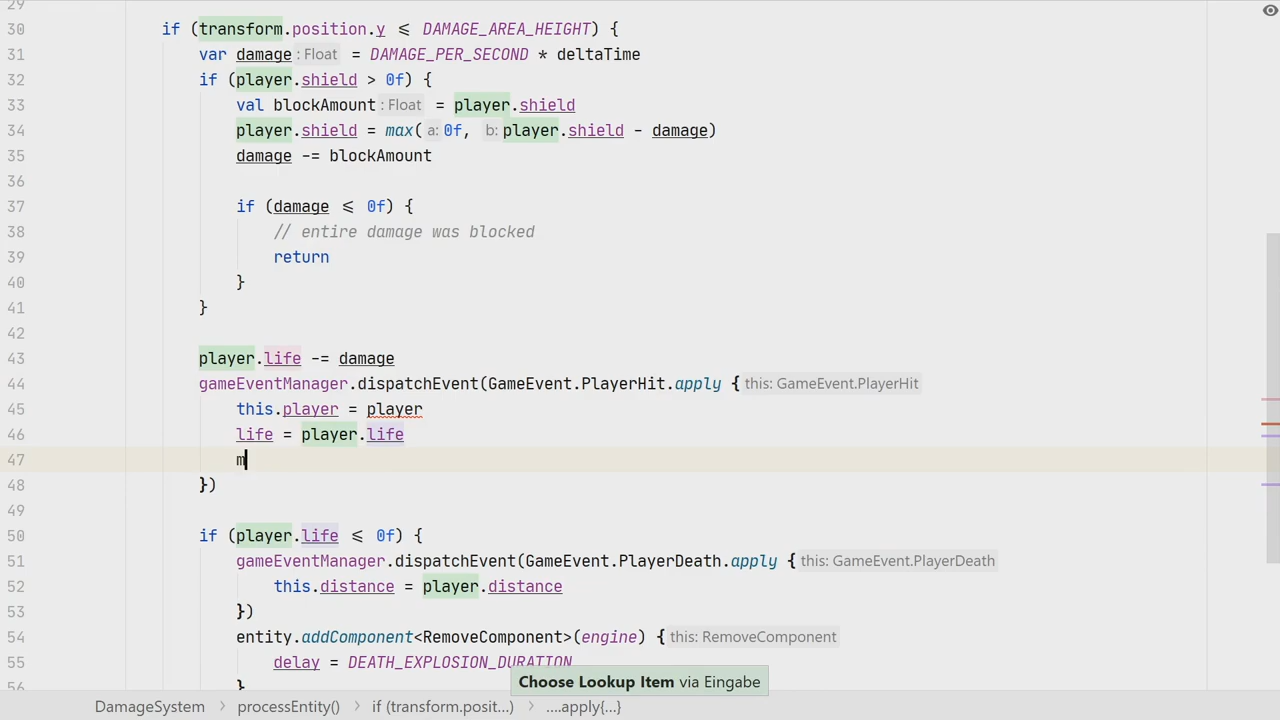 29
30 if (transform.position.y <= DAMAGE_AREA_HEIGHT) {
31 var damage : Float = DAMAGE_PER_SECOND * deltaTime
32 if (player.shield > 0f) {
33 val blockAmount : Float = player.shield
34 player.shield = max( a: 0f, b: player.shield - damage)
35 damage -= blockAmount
36
37 if (damage <= 0f) {
38 // entire damage was blocked
39 return
40 }
41 }
42
43 player.life -= damage
44 gameEventManager.dispatchEvent(GameEvent.PlayerHit.apply { this: GameEvent.PlayerHit
45 this.player = player
46 life = player.life
47 m
48 })
49
50 if (player.life <= 0f) {
51 gameEventManager.dispatchEvent(GameEvent.PlayerDeath.apply { this: GameEvent.PlayerDeath
52 this.distance = player.distance
53 })
54 entity.addComponent<RemoveComponent>(engine) { this: RemoveComponent
55 delay = DEATH_EXPLOSION_DURATION
56 }
Choose Lookup Item via Eingabe
DamageSystem > processEntity() > if (transform.posit...) > ....apply{...}